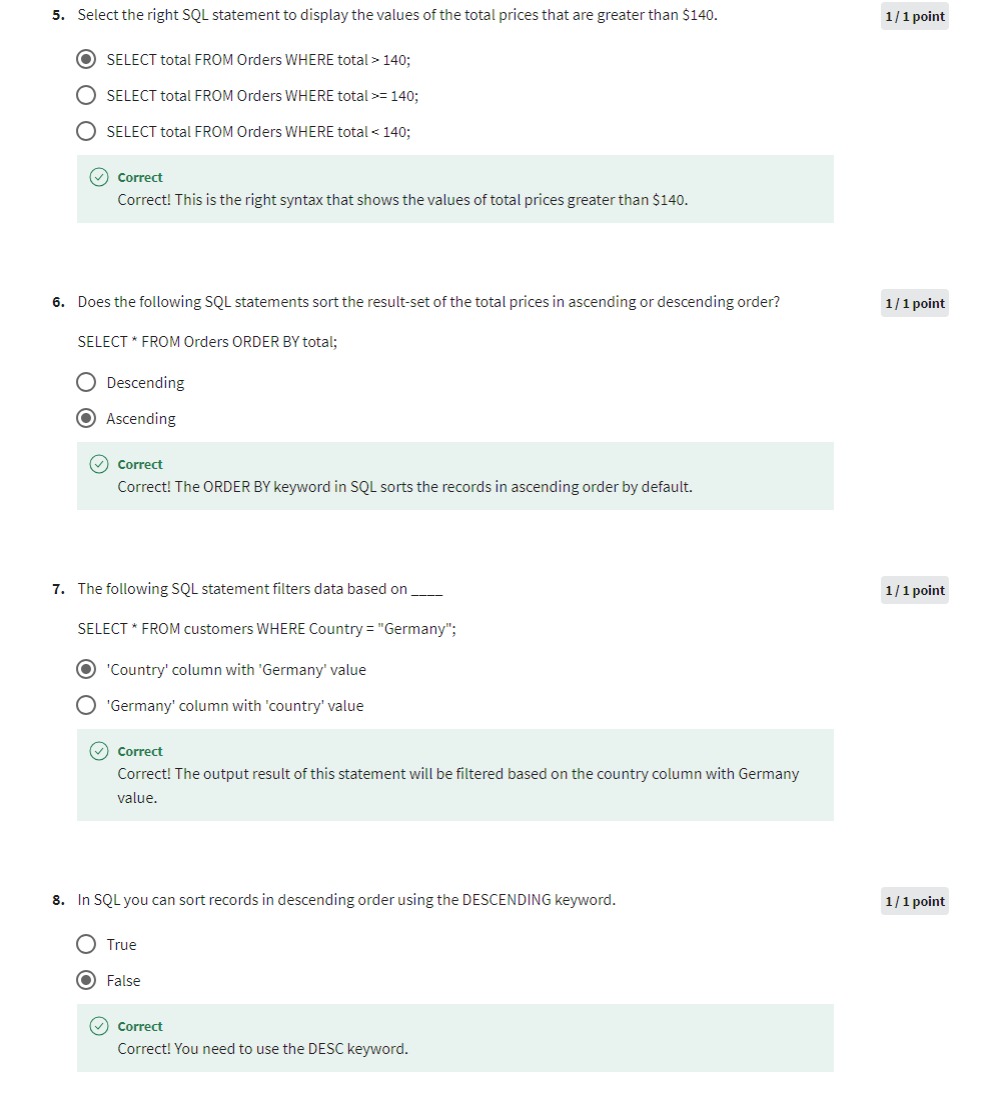 5. Select the right SQL statement to display the values of the total prices that are greater than $140.
1 / 1 point
SELECT total FROM Orders WHERE total > 140;
SELECT total FROM Orders WHERE total >= 140;
SELECT total FROM Orders WHERE total < 140;
Correct
Correct! This is the right syntax that shows the values of total prices greater than $140.
6. Does the following SQL statements sort the result-set of the total prices in ascending or descending order?
1 / 1 point
SELECT * FROM Orders ORDER BY total;
Descending
Ascending
Correct
Correct! The ORDER BY keyword in SQL sorts the records in ascending order by default.
7. The following SQL statement filters data based on ____
1 / 1 point
SELECT * FROM customers WHERE Country = "Germany";
'Country' column with 'Germany' value
'Germany' column with 'country' value
Correct
Correct! The output result of this statement will be filtered based on the country column with Germany
value.
8. In SQL you can sort records in descending order using the DESCENDING keyword.
1 / 1 point
True
False
Correct
Correct! You need to use the DESC keyword.